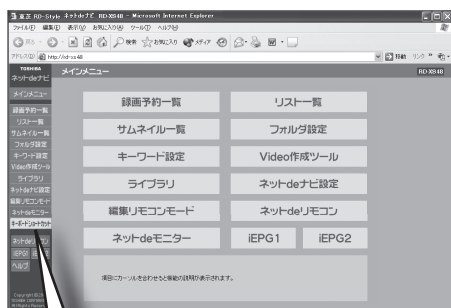 東芝 RD-Style ネットdeナビ RD-XS48 - Microsoft Internet Explorer
ファイル(F) 編集(E) 表示(V) お気に入り(A) ツール(T) ヘルプ(H)
戻る 検索 お気に入り メディア
アドレス(D) http://rd-xs48 移動 リンク
TOSHIBA
ネットdeナビ
メインメニュー RD-XS48
メインメニュー
録画予約一覧
リスト一覧
サムネイル一覧
フォルダ設定
キーワード設定
Video作成ツール
ライブラリ
ネットdeナビ設定
編集リモコンモード
ネットdeモニター
キーボードショートカット
ネットdeリモコン
iEPG1 iEPG2
ヘルプ
録画予約一覧 リスト一覧
サムネイル一覧 フォルダ設定
キーワード設定 Video作成ツール
ライブラリ ネットdeナビ設定
編集リモコンモード ネットdeリモコン
ネットdeモニター iEPG1 iEPG2
項目にカーソルを合わせると機能の説明が表示されます。